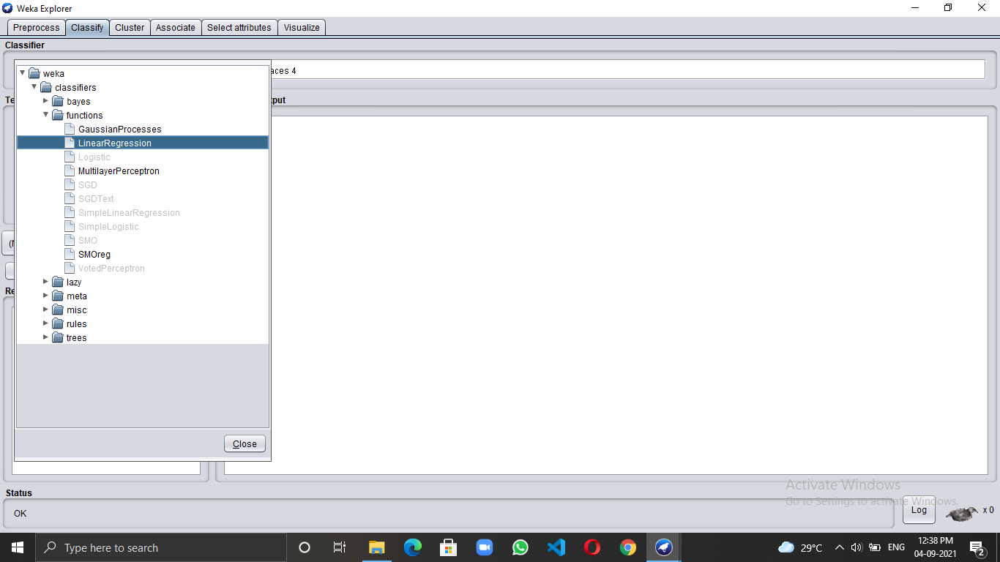 Weka Explorer
Preprocess Classify Cluster Associate Select attributes Visualize
Classifier
aces 4
weka
classifiers
bayes
functions
GaussianProcesses
LinearRegression
Logistic
MultilayerPerceptron
SGD
SGDText
SimpleLinearRegression
SimpleLogistic
SMO
SMOreg
VotedPerceptron
lazy
meta
misc
rules
trees
Close
Te
put
(N
Re
Status
OK
Activate Windows
Go to Settings to activate Windows.
Log
x 0
Type here to search
29°C
ENG
12:38 PM
04-09-2021
2